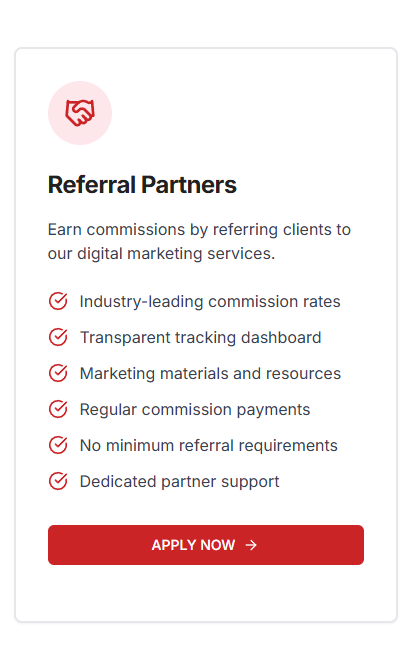 Referral Partners
Earn commissions by referring clients to
our digital marketing services.
Industry-leading commission rates
Transparent tracking dashboard
Marketing materials and resources
Regular commission payments
No minimum referral requirements
Dedicated partner support
APPLY NOW